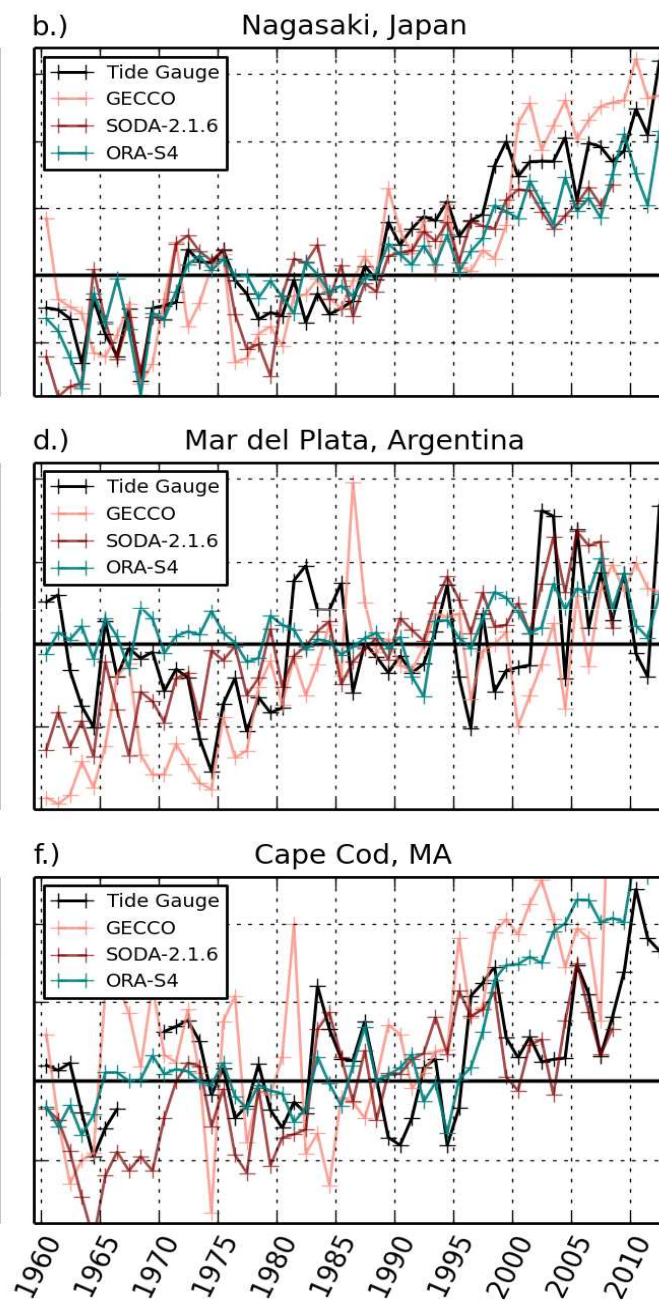 b.) Nagasaki, Japan
Tide Gauge
GECCO
SODA-2.1.6
ORA-S4
d.) Mar del Plata, Argentina
Tide Gauge
GECCO
SODA-2.1.6
ORA-S4
f.) Cape Cod, MA
Tide Gauge
GECCO
SODA-2.1.6
ORA-S4
1960 1965 1970 1975 1980 1985 1990 1995 2000 2005 2010